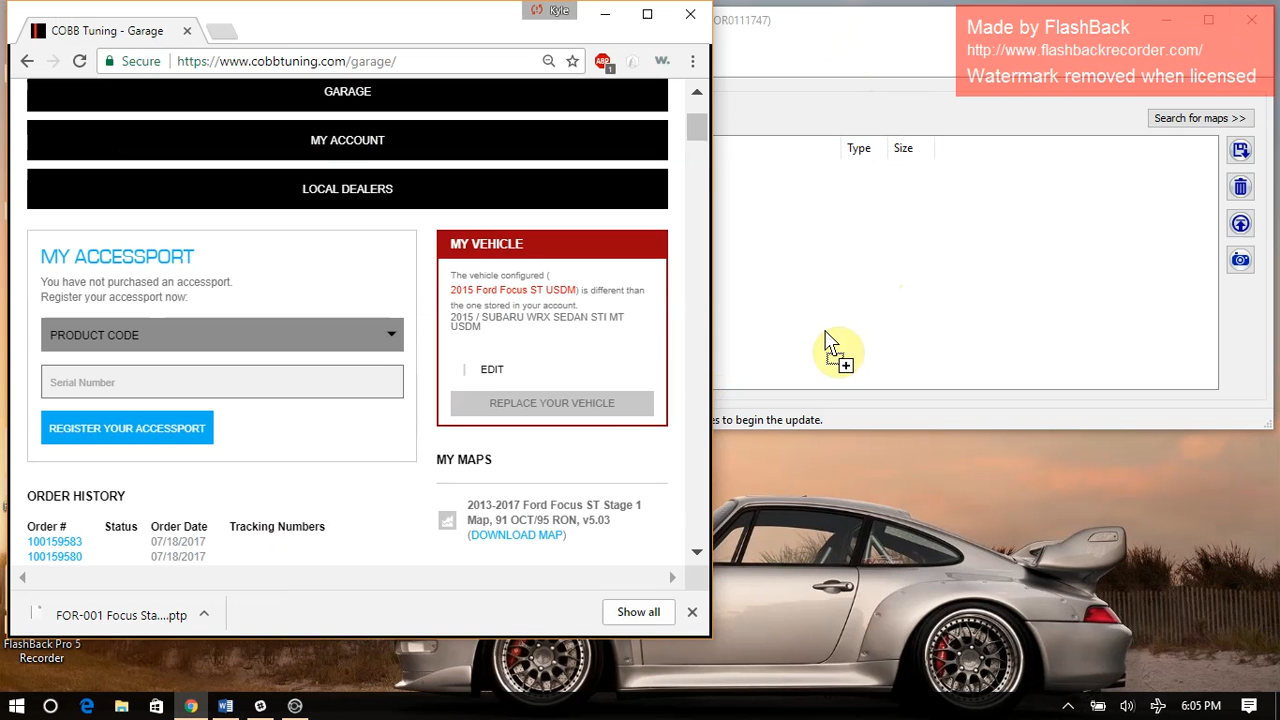 Kyle
OR0111747)
COBB Tuning - Garage
Secure
https://www.cobbtuning.com/garage/
ABP
1
w.
Made by FlashBack
http://www.flashbackrecorder.com/
Watermark removed when licensed
GARAGE
MY ACCOUNT
LOCAL DEALERS
Search for maps >>
Type
Size
MY ACCESSPORT
You have not purchased an accessport.
Register your accessport now:
PRODUCT CODE
Serial Number
REGISTER YOUR ACCESSPORT
MY VEHICLE
The vehicle configured (
2015 Ford Focus ST USDM) is different than
the one stored in your account.
2015 / SUBARU WRX SEDAN STI MT
USDM
EDIT
REPLACE YOUR VEHICLE
es to begin the update.
MY MAPS
2013-2017 Ford Focus ST Stage 1
Map, 91 OCT/95 RON, v5.03
(DOWNLOAD MAP)
ORDER HISTORY
Order # Status Order Date Tracking Numbers
100159583 07/18/2017
100159580 07/18/2017
FOR-001 Focus Sta....ptp
Show all
FlashBack Pro 5
Recorder
6:05 PM